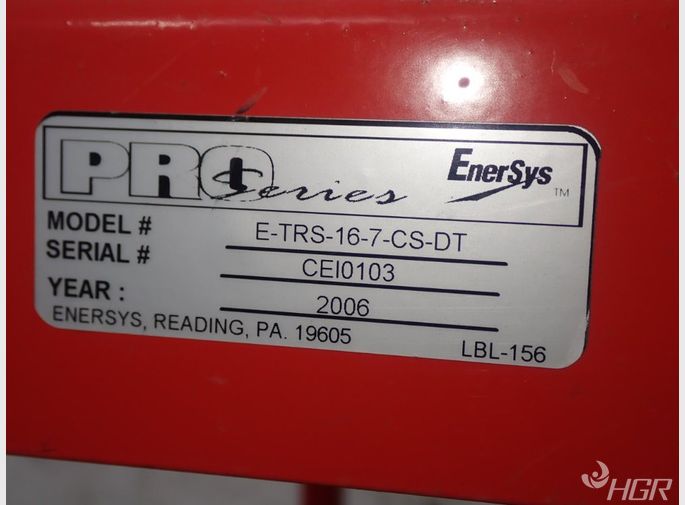 PRO Series EnerSys TM
MODEL # E-TRS-16-7-CS-DT
SERIAL # CEI0103
YEAR : 2006
ENERSYS, READING, PA. 19605
LBL-156
HGR